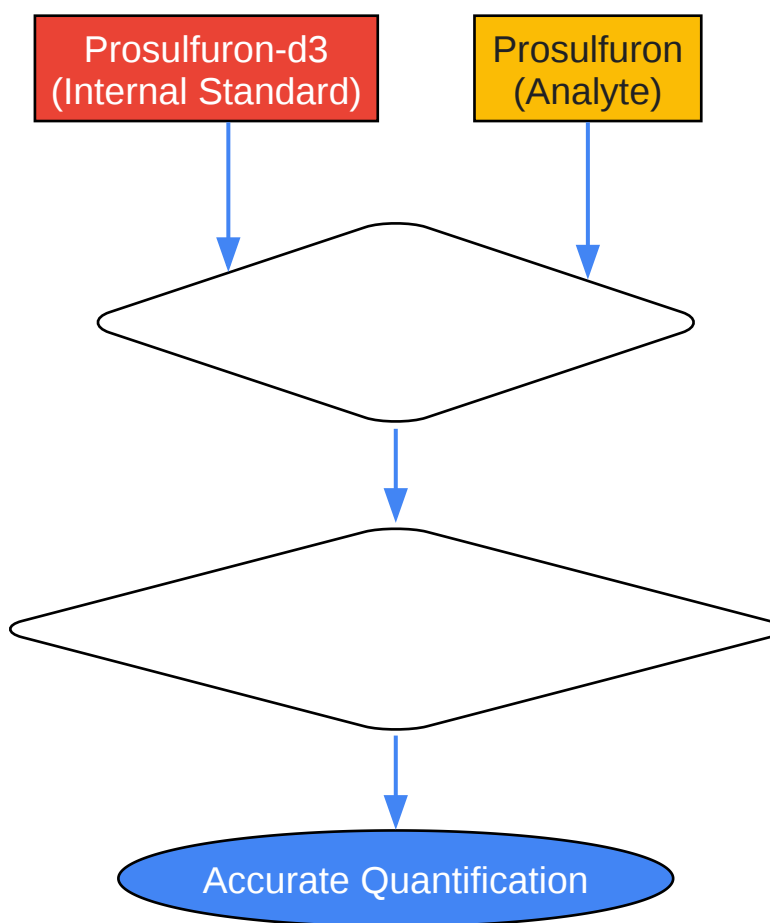 Prosulfuron-d3
(Internal Standard)
Prosulfuron
(Analyte)
Accurate Quantification